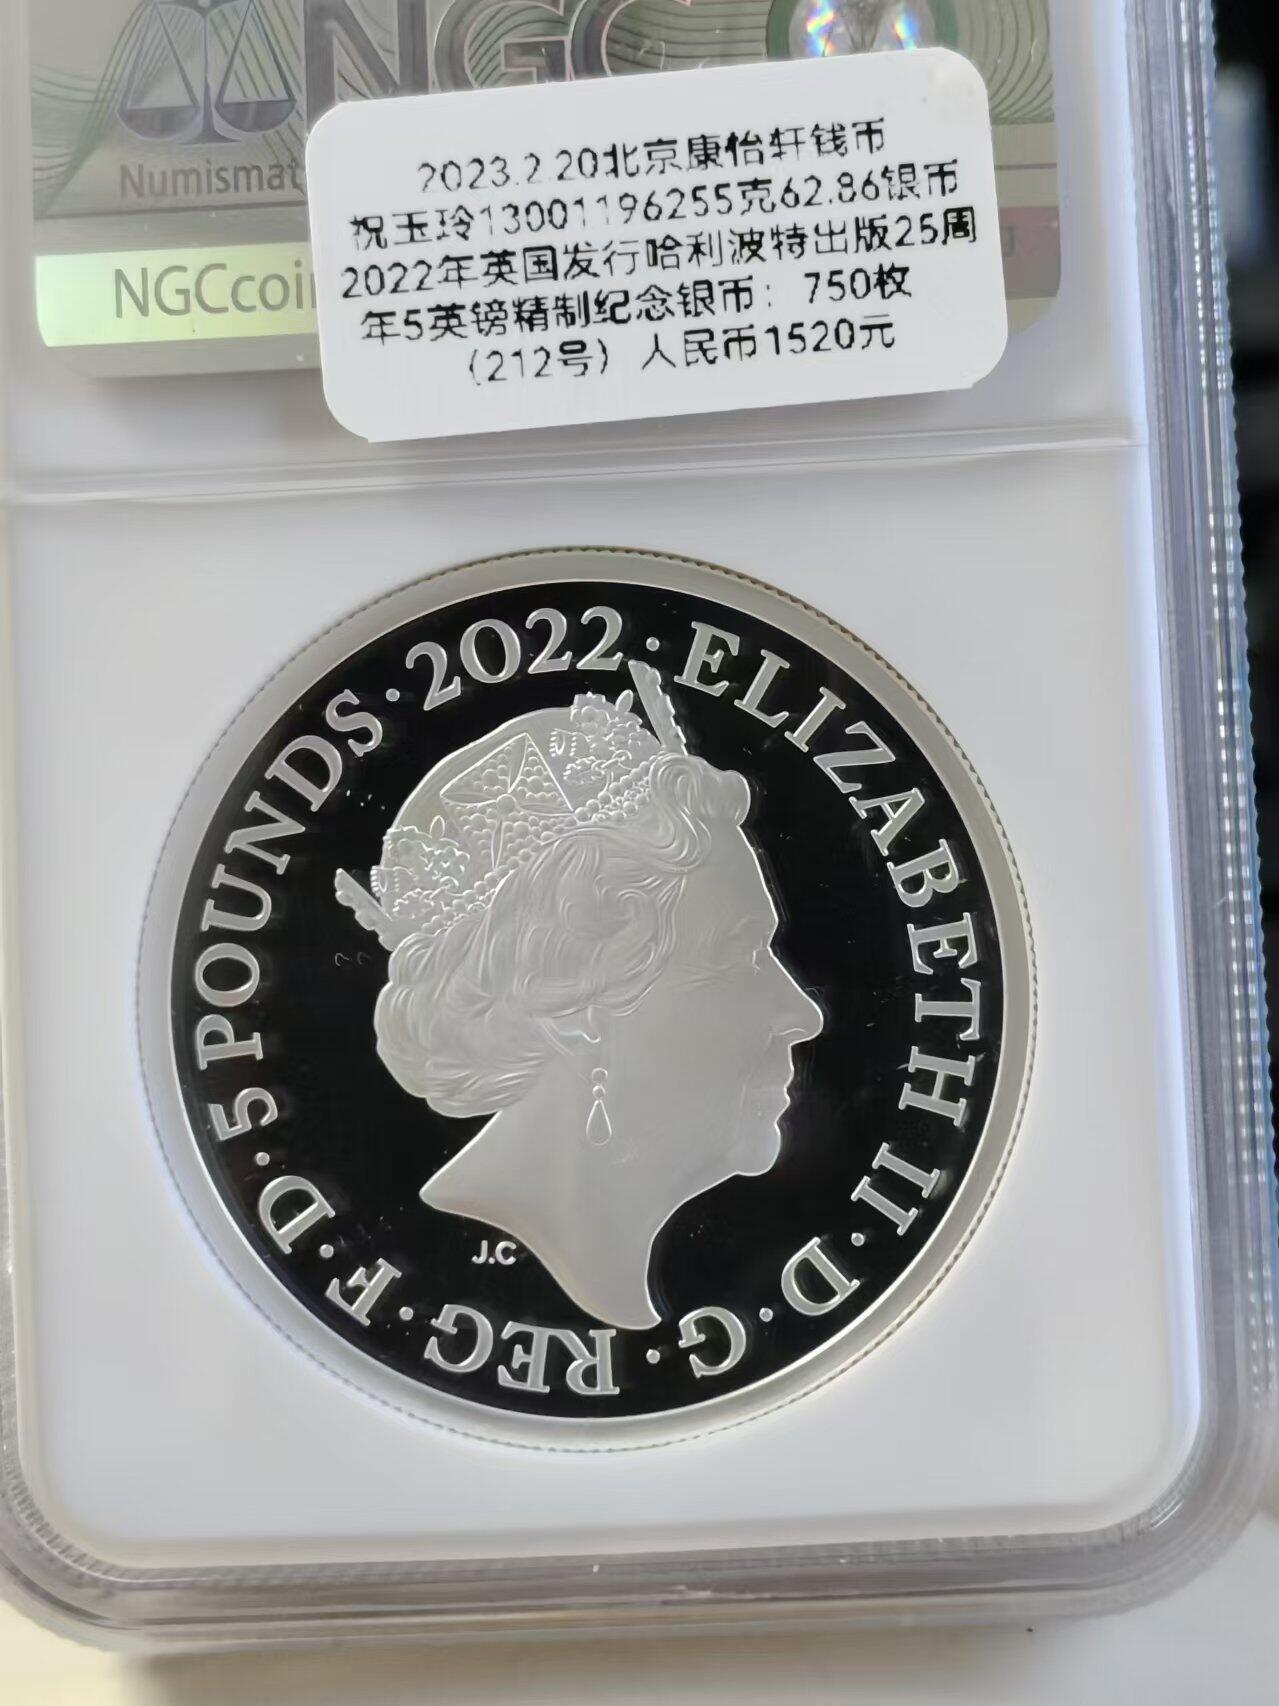 NGC
Numismat
NGCcoin
2023.2.20北京康怡轩钱币
祝玉玲13001196255克62.86银币
2022年英国发行哈利波特出版25周
年5英镑精制纪念银币：750枚
（212号）人民币1520元
ELIZABETH II · D · G · REG · F · D · 5 POUNDS · 2022 ·
J.C